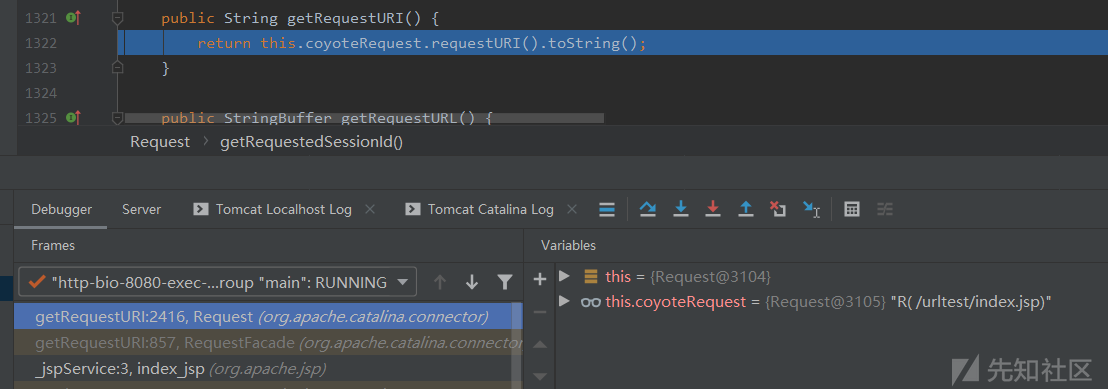 1321 public String getRequestURI() {
1322 return this.coyoteRequest.requestURI().toString();
1323 }
1324
1325 public StringBuffer getRequestURL() {
Request > getRequestedSessionId()
Debugger Server Tomcat Localhost Log × Tomcat Catalina Log ×
Frames
Variables
"http-bio-8080-exec-...roup "main": RUNNING
this = {Request@3104}
this.coyoteRequest = {Request@3105} "R( /urltest/index.jsp)"
getRequestURI:2416, Request (org.apache.catalina.connector)
getRequestURI:857, RequestFacade (org.apache.catalina.connector
_jspService:3, index_jsp (org.apache.jsp)
先知社区